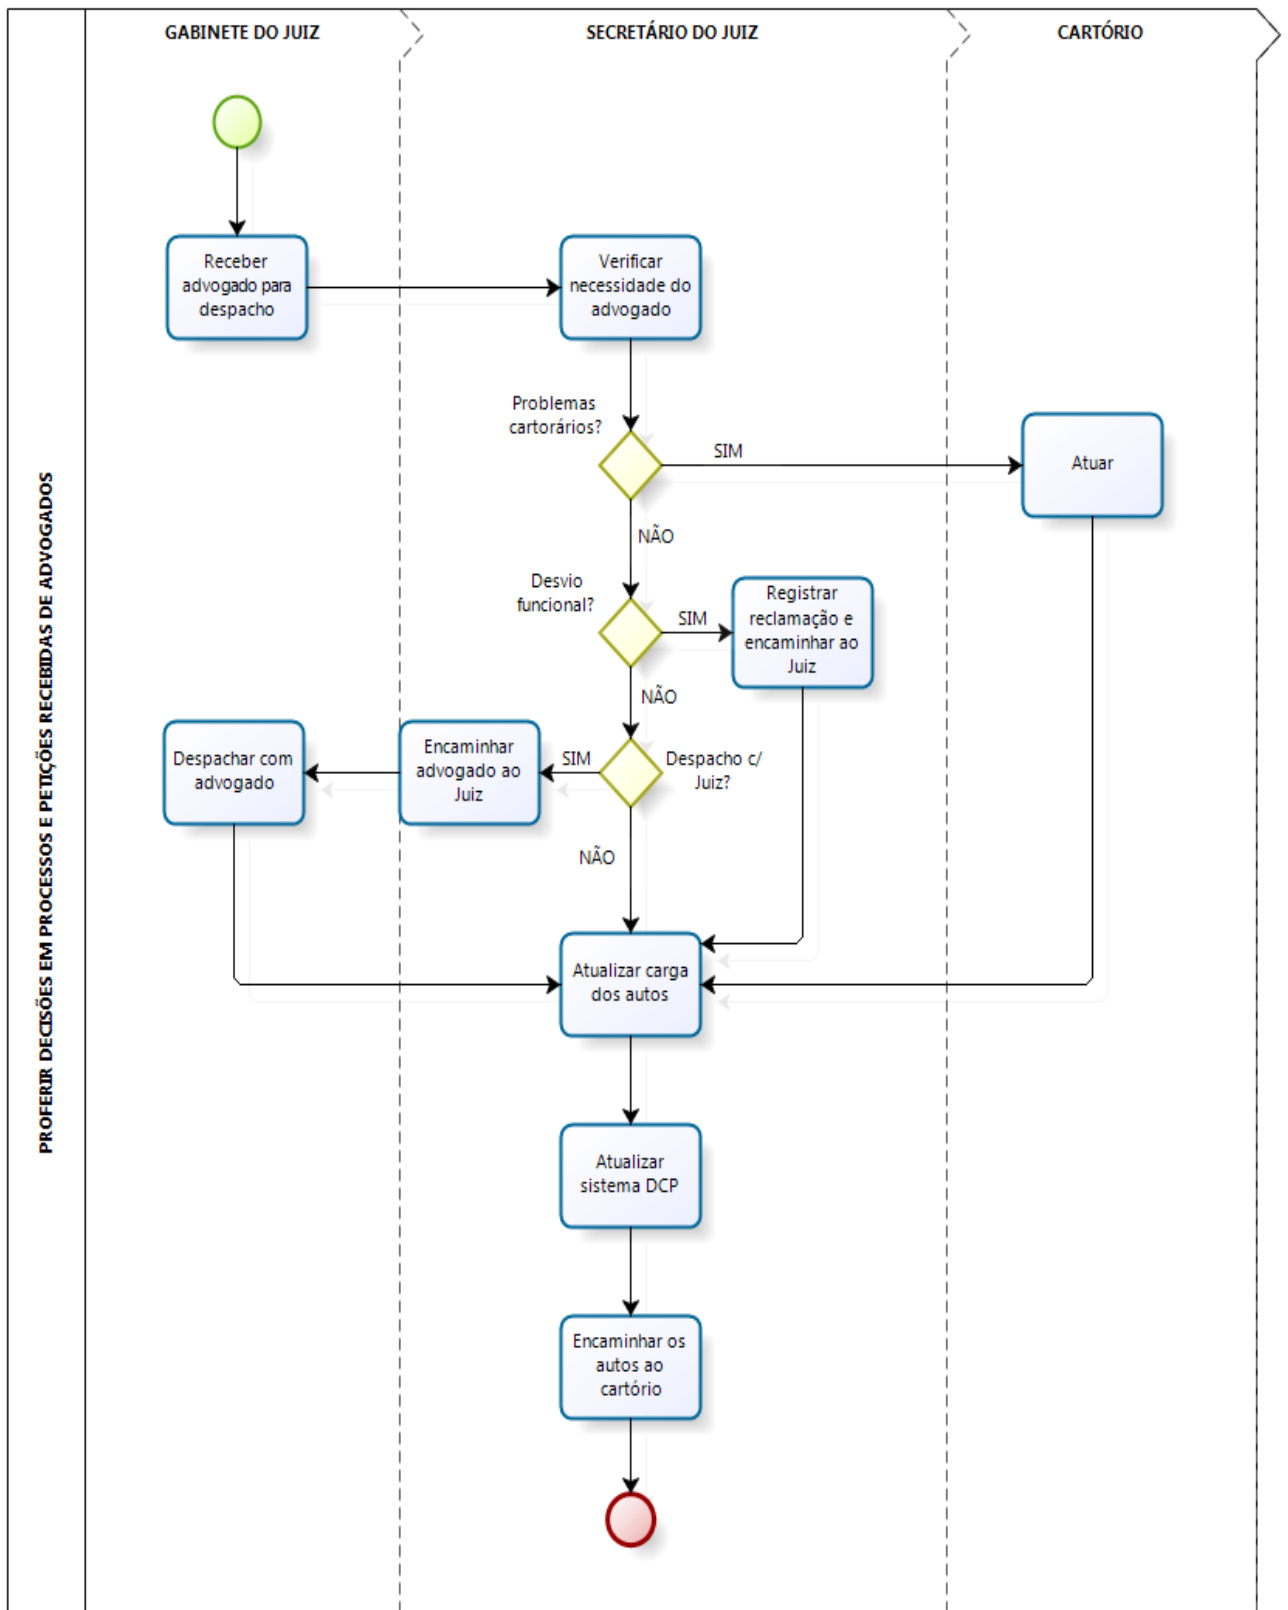 PROFERIR DECISÕES EM PROCESSOS E PETIÇÕES RECEBIDAS DE ADVOGADOS
GABINETE DO JUIZ
SECRETÁRIO DO JUIZ
CARTÓRIO
Receber
advogado para
despacho
Verificar
necessidade do
advogado
Problemas
cartorários?
SIM
Atuar
NÃO
Desvio
funcional?
SIM
Registrar
reclamação e
encaminhar ao
Juiz
NÃO
Despachar com
advogado
Encaminhar
advogado ao
Juiz
SIM
Despacho c/
Juiz?
NÃO
Atualizar carga
dos autos
Atualizar
sistema DCP
Encaminhar os
autos ao
cartório